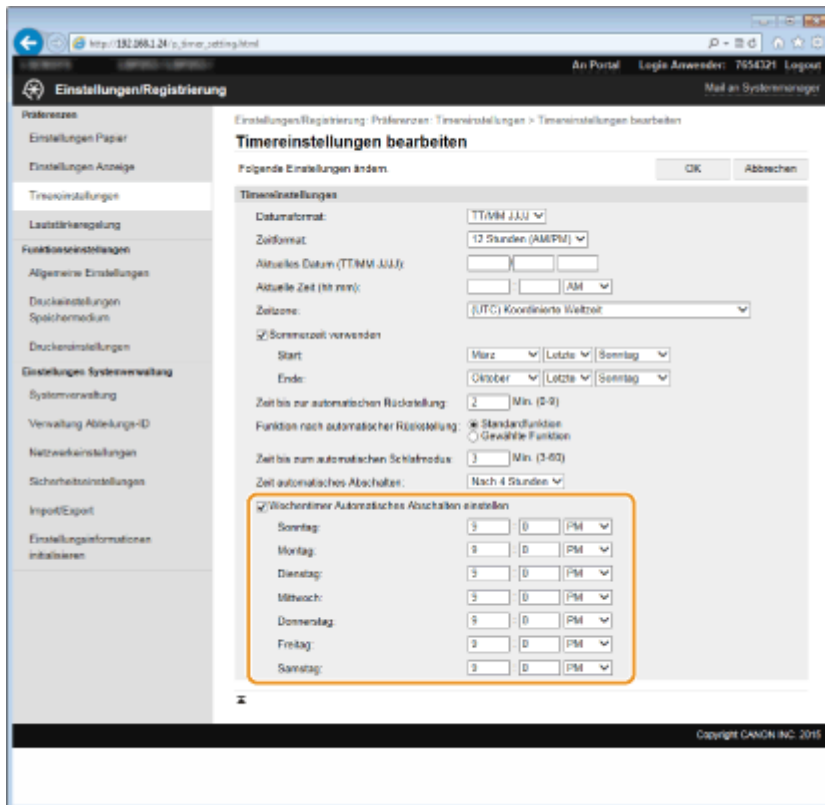 http://192.168.1.24/p_timer_setting.html
An Portal Login Anwender: 7654321 Logout
Einstellungen/Registrierung Mail an Systemmanager
Präferenzen
Einstellungen Papier
Einstellungen Anzeige
Timereinstellungen
Lautstärkeregelung
Funktionseinstellungen
Allgemeine Einstellungen
Druckeinstellungen
Speichermedium
Druckereinstellungen
Einstellungen Systemverwaltung
Systemverwaltung
Verwaltung Abteilungs-ID
Netzwerkeinstellungen
Sicherheitseinstellungen
Import/Export
Einstellungsinformationen
initialisieren
Einstellungen/Registrierung: Präferenzen: Timereinstellungen > Timereinstellungen bearbeiten
Timereinstellungen bearbeiten
Folgende Einstellungen ändern. OK Abbrechen
Timereinstellungen
Datumsformat: TT/MM JJJJ
Zeitformat: 12 Stunden (AM/PM)
Aktuelles Datum (TT/MM JJJJ): /
Aktuelle Zeit (hh:mm): : AM
Zeitzone: (UTC) Koordinierte Weltzeit
Sommerzeit verwenden
Start: März Letzte Sonntag
Ende: Oktober Letzte Sonntag
Zeit bis zur automatischen Rückstellung: 2 Min. (0-9)
Funktion nach automatischer Rückstellung: Standardfunktion
Gewählte Funktion
Zeit bis zum automatischen Schlafmodus: 3 Min. (3-60)
Zeit automatisches Abschalten: Nach 4 Stunden
Wochentimer Automatisches Abschalten einstellen
Sonntag: 9 : 0 PM
Montag: 9 : 0 PM
Dienstag: 9 : 0 PM
Mittwoch: 9 : 0 PM
Donnerstag: 9 : 0 PM
Freitag: 9 : 0 PM
Samstag: 9 : 0 PM
Copyright CANON INC. 2015